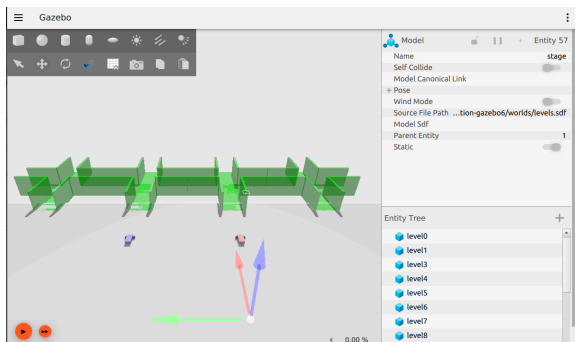 Gazebo
Model
Entity 57
Name stage
Self Collide
Model Canonical Link
+ Pose
Wind Mode
Source File Path ...tion-gazebo6/worlds/levels.sdf
Model Sdf
Parent Entity 1
Static
Entity Tree
level0
level1
level3
level4
level5
level6
level7
level8
< 0.00 %